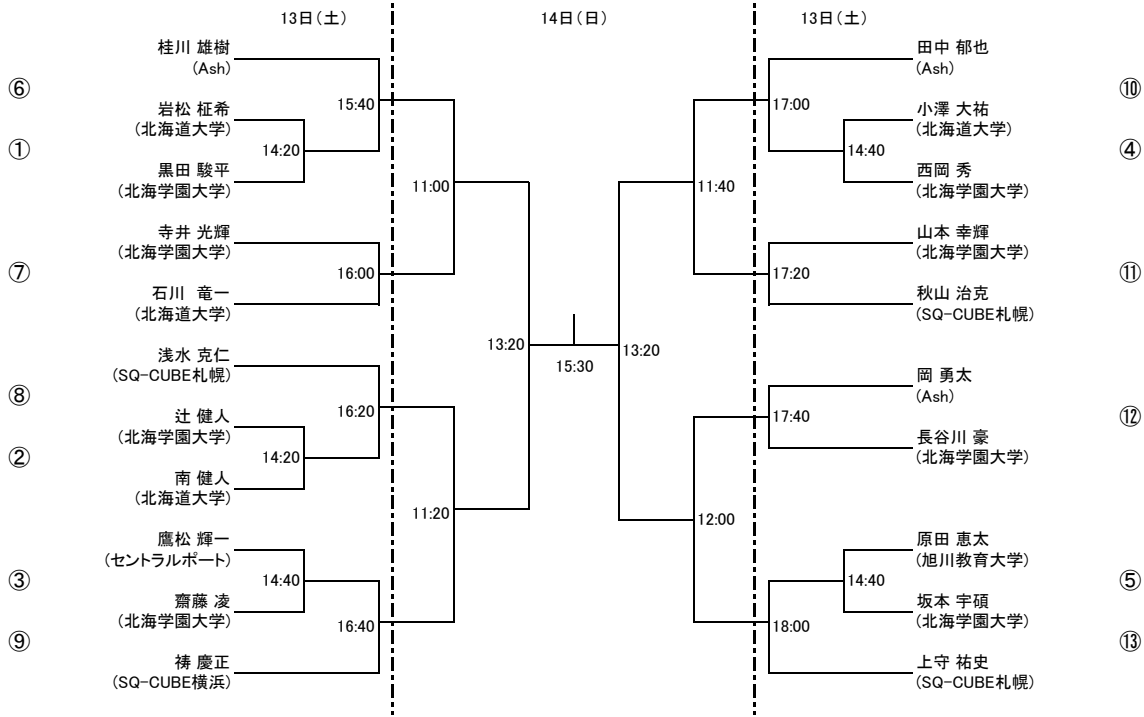 13日(土)
14日(日)
13日(土)
桂川 雄樹
(Ash)
⑥
15:40
岩松 柾希
(北海道大学)
①
14:20
黒田 駿平
(北海学園大学)
11:00
寺井 光輝
(北海学園大学)
⑦
16:00
石川 竜一
(北海道大学)
13:20
浅水 克仁
(SQ-CUBE札幌)
⑧
16:20
辻 健人
(北海学園大学)
②
14:20
南 健人
(北海道大学)
11:20
鷹松 輝一
(セントラルポート)
③
14:40
齋藤 凌
(北海学園大学)
⑨
16:40
祷 慶正
(SQ-CUBE横浜)
15:30
田中 郁也
(Ash)
17:00
⑩
小澤 大祐
(北海道大学)
14:40
④
西岡 秀
(北海学園大学)
11:40
山本 幸輝
(北海学園大学)
17:20
⑪
秋山 治克
(SQ-CUBE札幌)
13:20
岡 勇太
(Ash)
17:40
⑫
長谷川 豪
(北海学園大学)
12:00
原田 恵太
(旭川教育大学)
14:40
⑤
坂本 宇碩
(北海学園大学)
18:00
⑬
上守 祐史
(SQ-CUBE札幌)